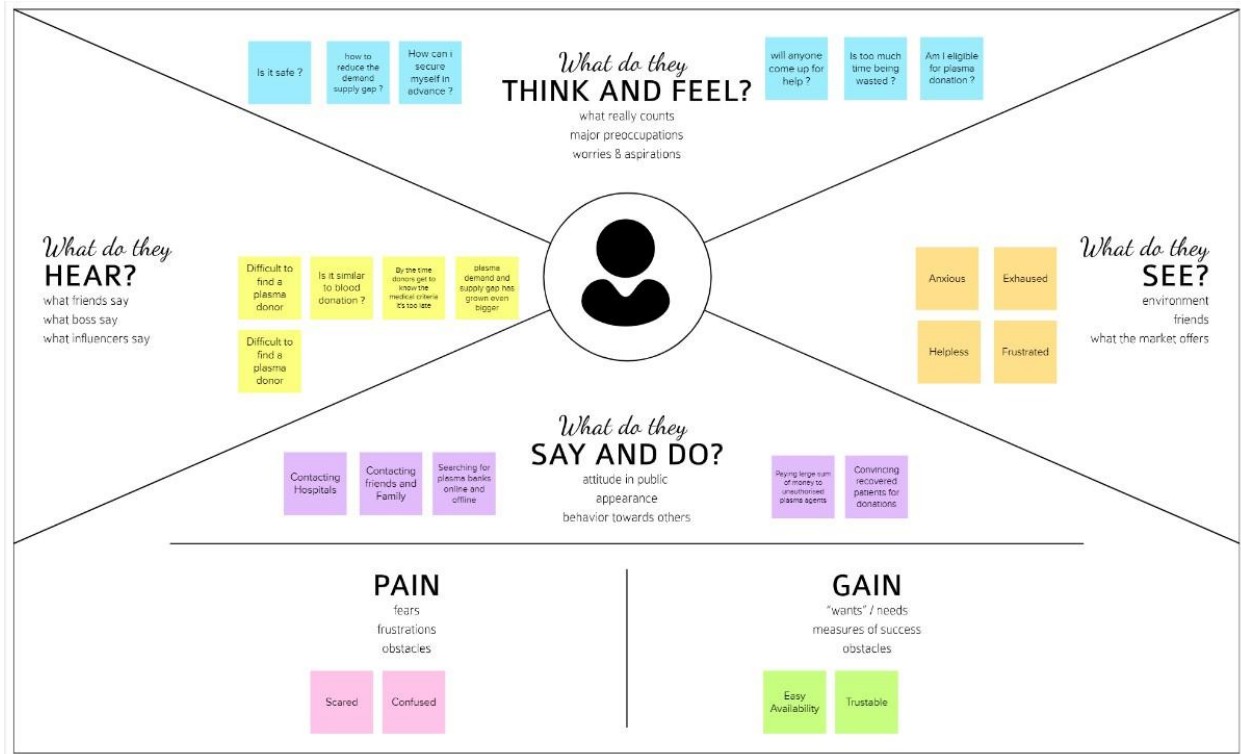 Is it safe ?
how to
reduce the
demand
supply gap ?
How can i
secure
myself in
advance ?
What do they
THINK AND FEEL?
what really counts
major preoccupations
worries & aspirations
will anyone
come up for
help ?
Is too much
time being
wasted ?
Am I eligible
for plasma
donation ?
What do they
HEAR?
what friends say
what boss say
what influencers say
Difficult to
find a
plasma
donor
Is it similar
to blood
donation ?
By the time
donors get to
know the
medical criteria
it's too late
plasma
demand and
supply gap has
grown even
bigger
Difficult to
find a
plasma
donor
Anxious
Exhaused
Helpless
Frustrated
What do they
SEE?
environment
friends
what the market offers
What do they
SAY AND DO?
attitude in public
appearance
behavior towards others
Contacting
Hospitals
Contacting
friends and
Family
Searching for
plasma banks
online and
offline
Paying large sum
of money to
unauthorised
plasma agents
Convincing
recovered
patients for
donations
PAIN
fears
frustrations
obstacles
Scared
Confused
GAIN
"wants" / needs
measures of success
obstacles
Easy
Availability
Trustable